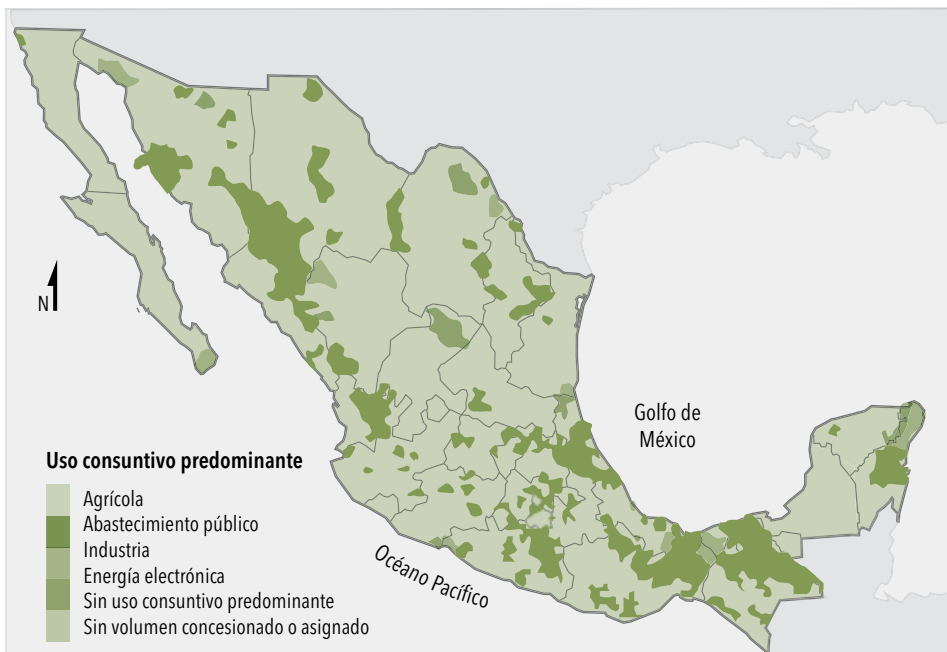 N
Golfo de
México
Océano Pacífico
Uso consuntivo predominante
Agrícola
Abastecimiento público
Industria
Energía electrónica
Sin uso consuntivo predominante
Sin volumen concesionado o asignado